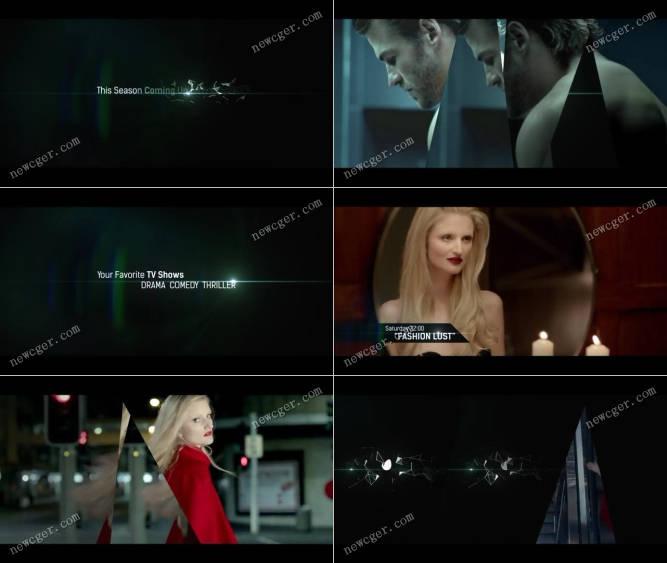 newcger.com
This Season Coming
newcger.com
newcger.com
newcger.com
newcger.com
Your Favorite TV Shows
DRAMA COMEDY THRILLER
newcger.com
newcger.com
Saturday
"FASHION LUST"
newcger.com
newcger.com
newcger.com
newcger.com
newcger.com